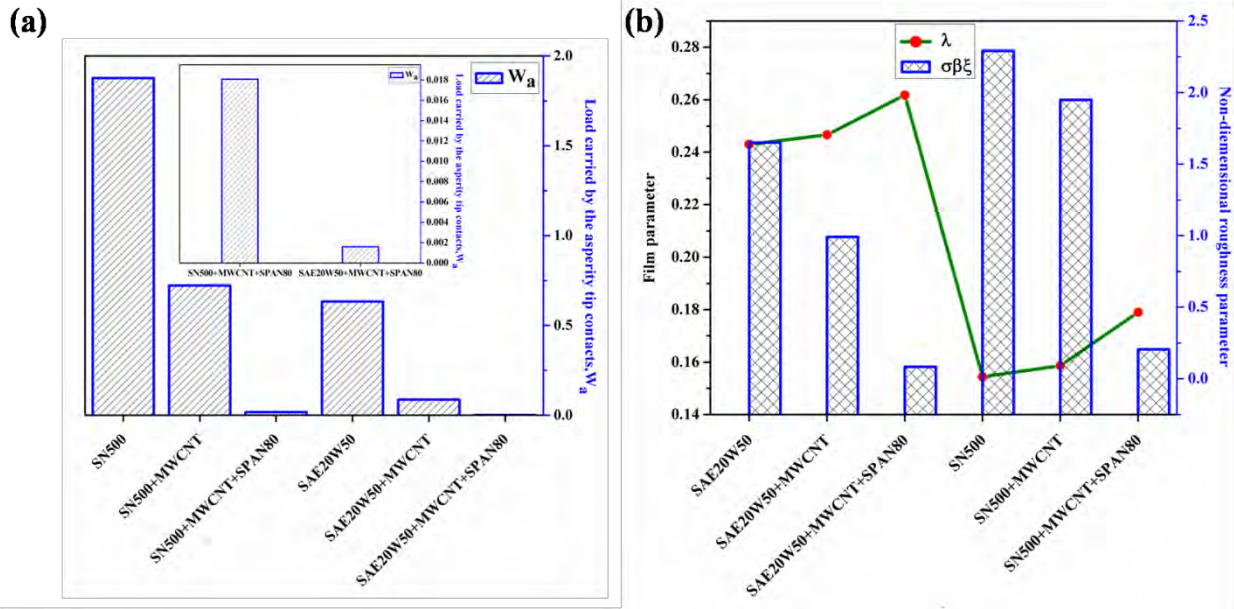 (a)
Wa
2.0
1.5
1.0
0.5
0.0
Load carried by the asperity tip contacts,Wa
Wa
0.018
0.016
0.014
0.012
0.010
0.008
0.006
0.004
0.002
0.000
Load carried by the asperity tip contacts,Wa
SN500+MWCNT+SPAN80
SAE20W50+MWCNT+SPAN80
SN500
SN500+MWCNT
SN500+MWCNT+SPAN80
SAE20W50
SAE20W50+MWCNT
SAE20W50+MWCNT+SPAN80
(b)
λ
σβξ
Film parameter
0.28
0.26
0.24
0.22
0.20
0.18
0.16
0.14
2.5
2.0
1.5
1.0
0.5
0.0
Non-diemensional roughness parameter
SAE20W50
SAE20W50+MWCNT
SAE20W50+MWCNT+SPAN80
SN500
SN500+MWCNT
SN500+MWCNT+SPAN80